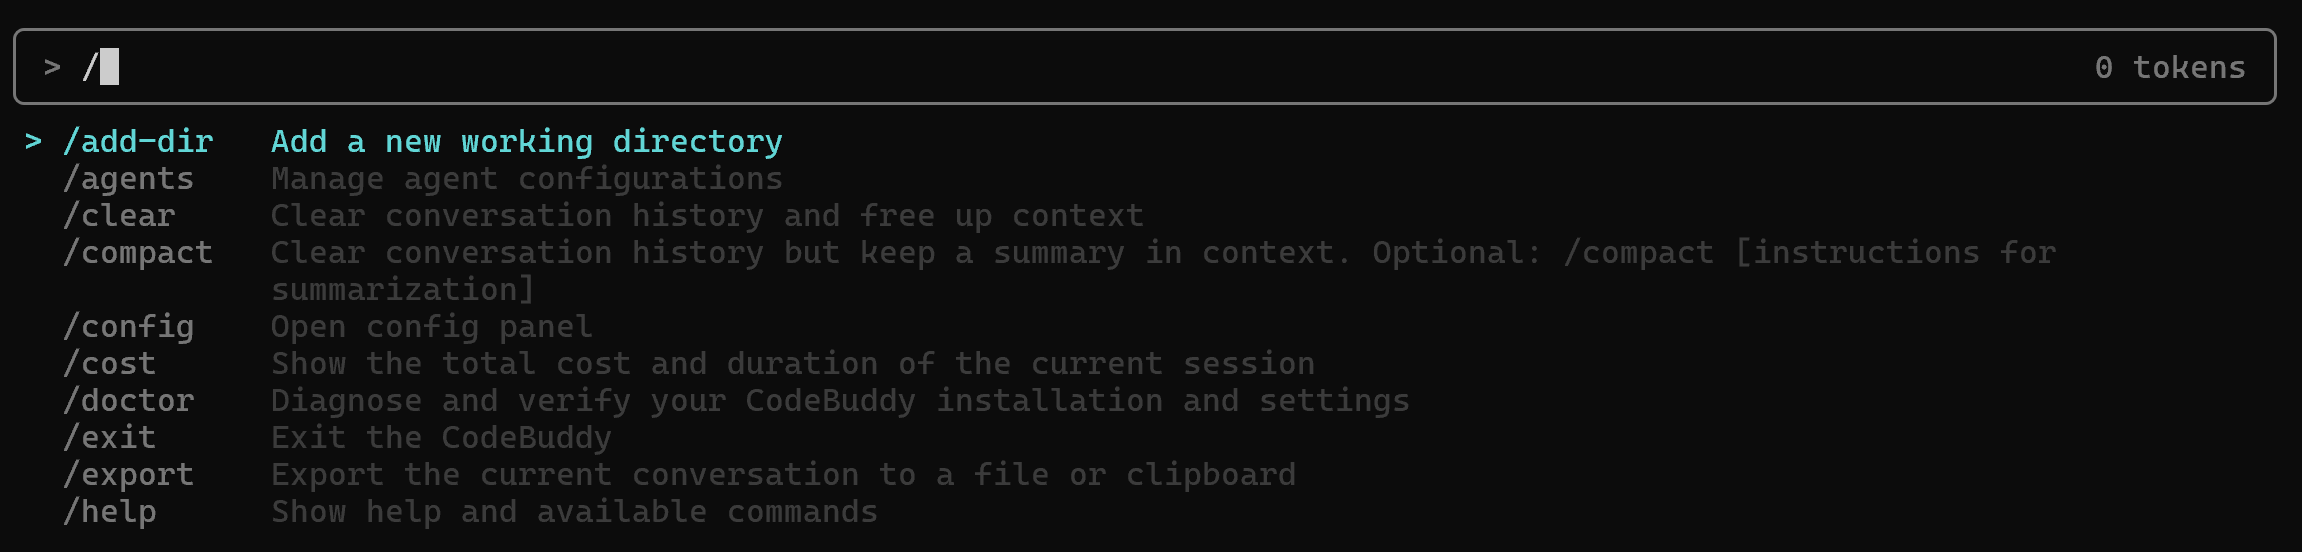 > / 0 tokens
> /add-dir Add a new working directory
/agents Manage agent configurations
/clear Clear conversation history and free up context
/compact Clear conversation history but keep a summary in context. Optional: /compact [instructions for
summarization]
/config Open config panel
/cost Show the total cost and duration of the current session
/doctor Diagnose and verify your CodeBuddy installation and settings
/exit Exit the CodeBuddy
/export Export the current conversation to a file or clipboard
/help Show help and available commands